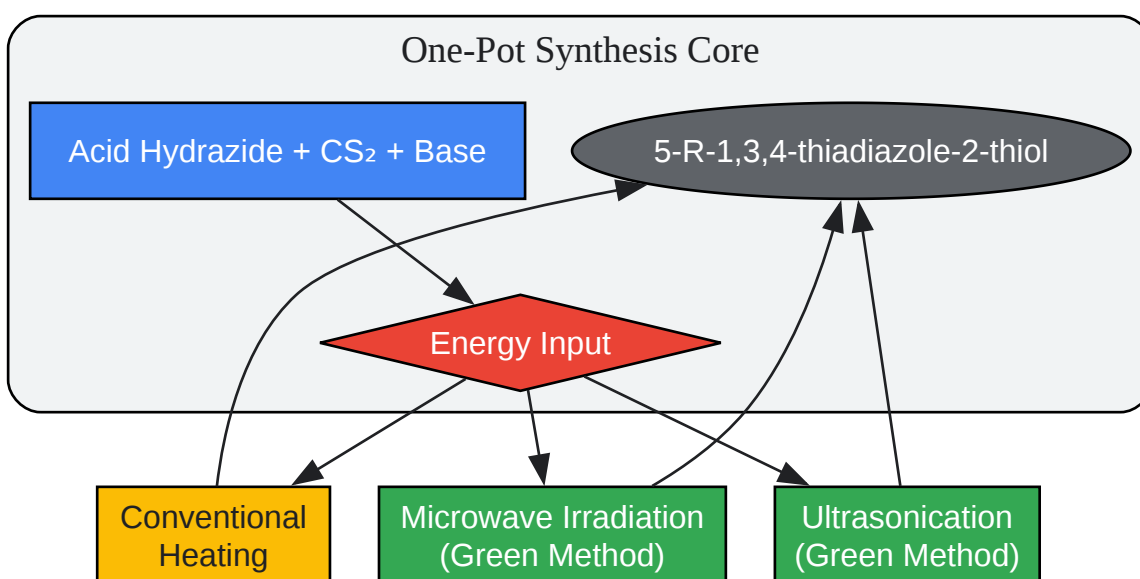 One-Pot Synthesis Core
Acid Hydrazide + CS₂ + Base
5-R-1,3,4-thiadiazole-2-thiol
Energy Input
Conventional
Heating
Microwave Irradiation
(Green Method)
Ultrasonication
(Green Method)